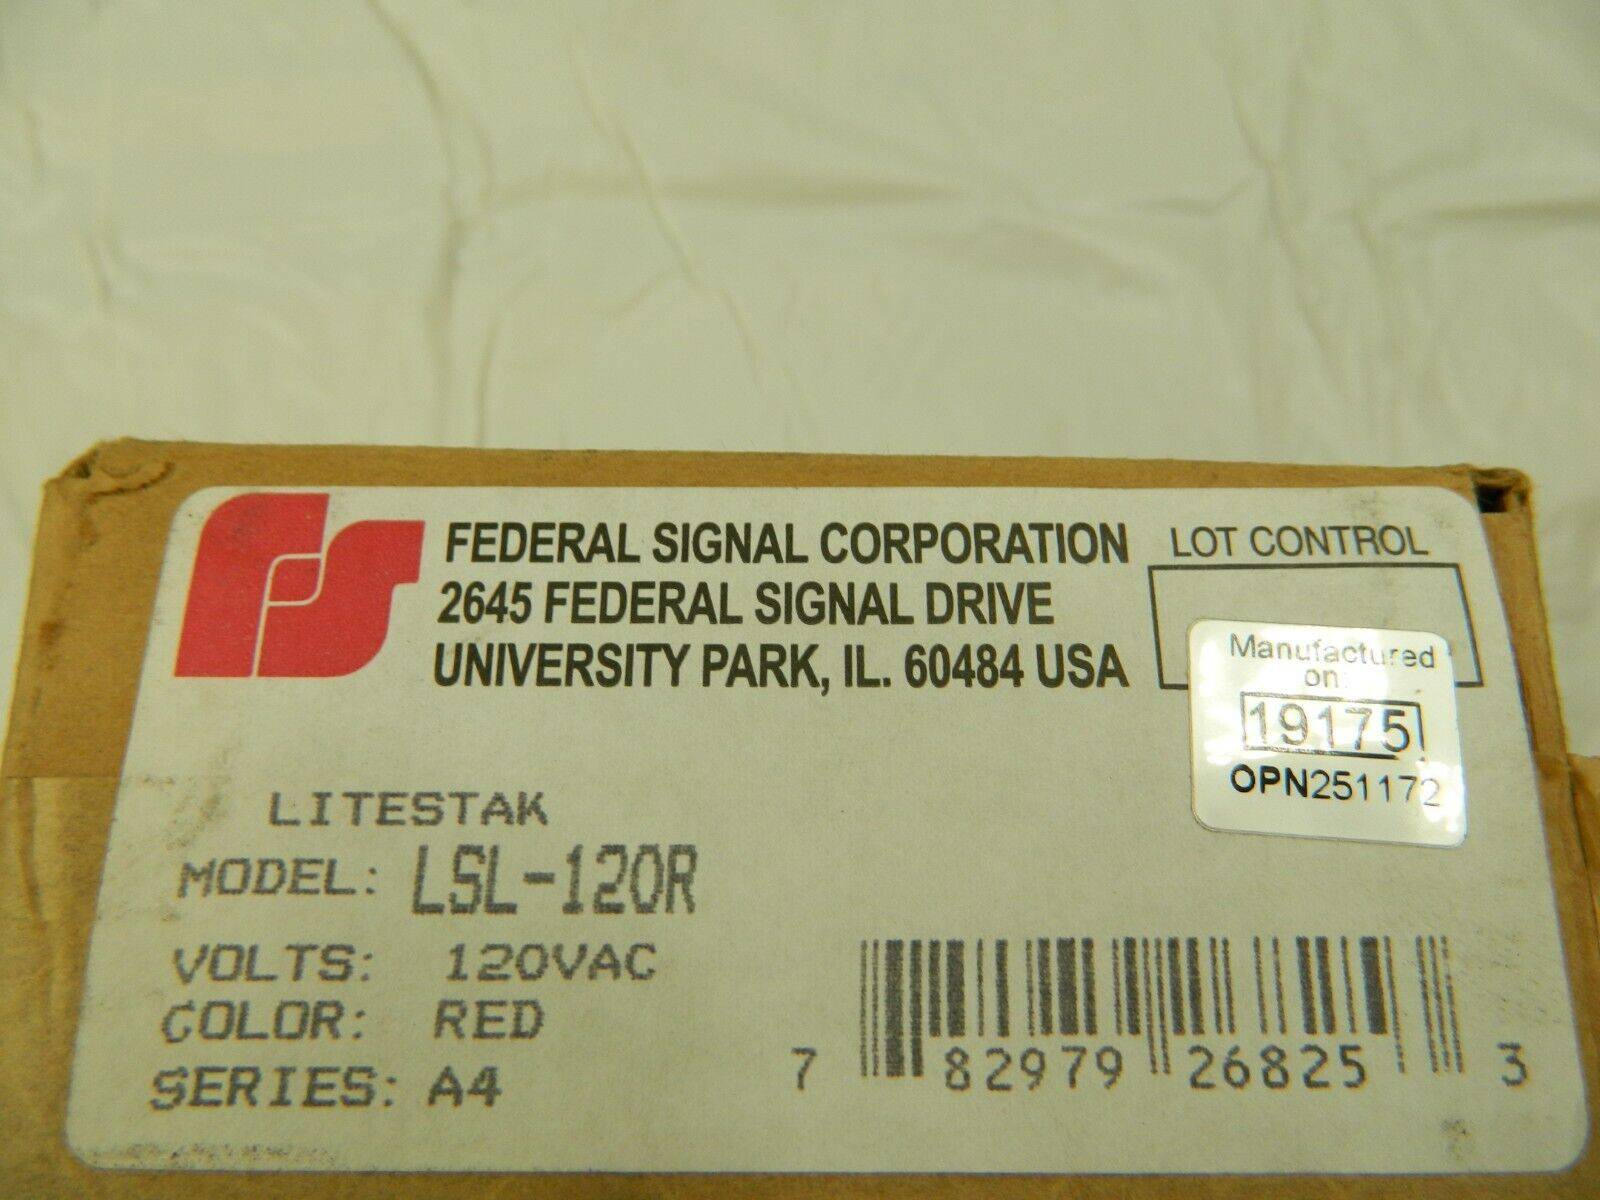 FS
FEDERAL SIGNAL CORPORATION
2645 FEDERAL SIGNAL DRIVE
UNIVERSITY PARK, IL. 60484 USA
LOT CONTROL
Manufactured
on:
19175
OPN251172
LITESTAK
MODEL: LSL-120R
VOLTS: 120VAC
COLOR: RED
SERIES: A4
7 82979 26825 3